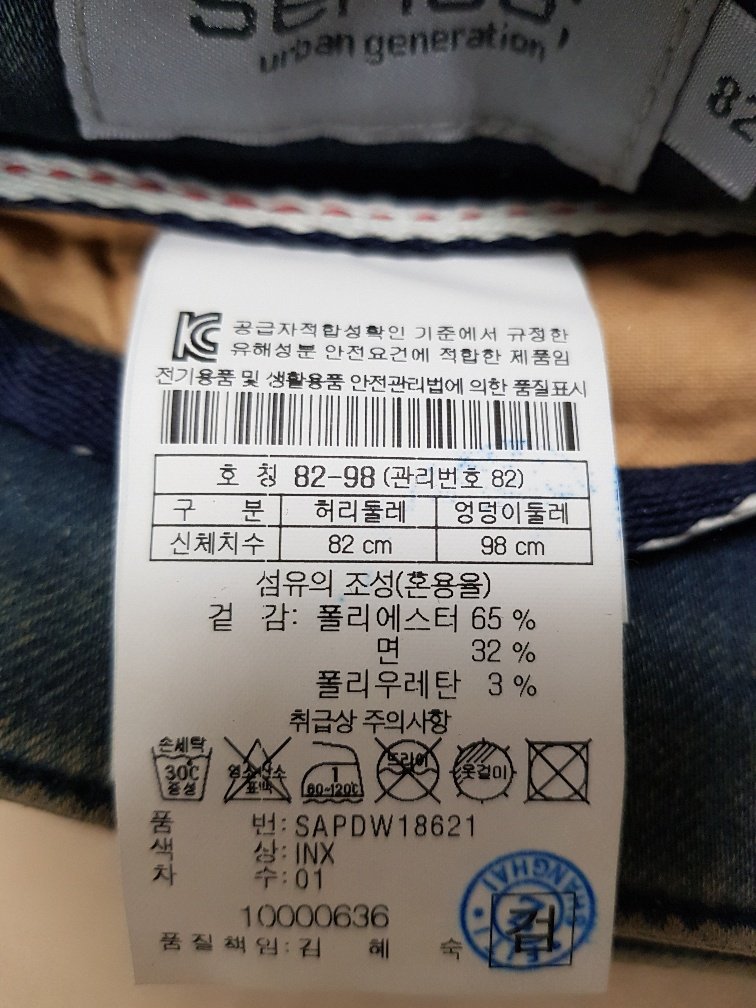 urban generation
82
공급자적합성확인 기준에서 규정한
유해성분 안전요건에 적합한 제품임
전기용품 및 생활용품 안전관리법에 의한 품질표시
호 칭 82-98 (관리번호 82)
구 분 허리둘레 엉덩이둘레
신체치수 82 cm 98 cm
섬유의 조성(혼용율)
겉 감: 폴리에스터 65 %
면 32 %
폴리우레탄 3 %
취급상 주의사항
손세탁 30℃ 중성
염소산소 표백
1 60~120℃
드라이
옷걸이
품 번: SAPDW18621
색 상: INX
차 수: 01
10000636
품질책임: 김 혜 숙
검